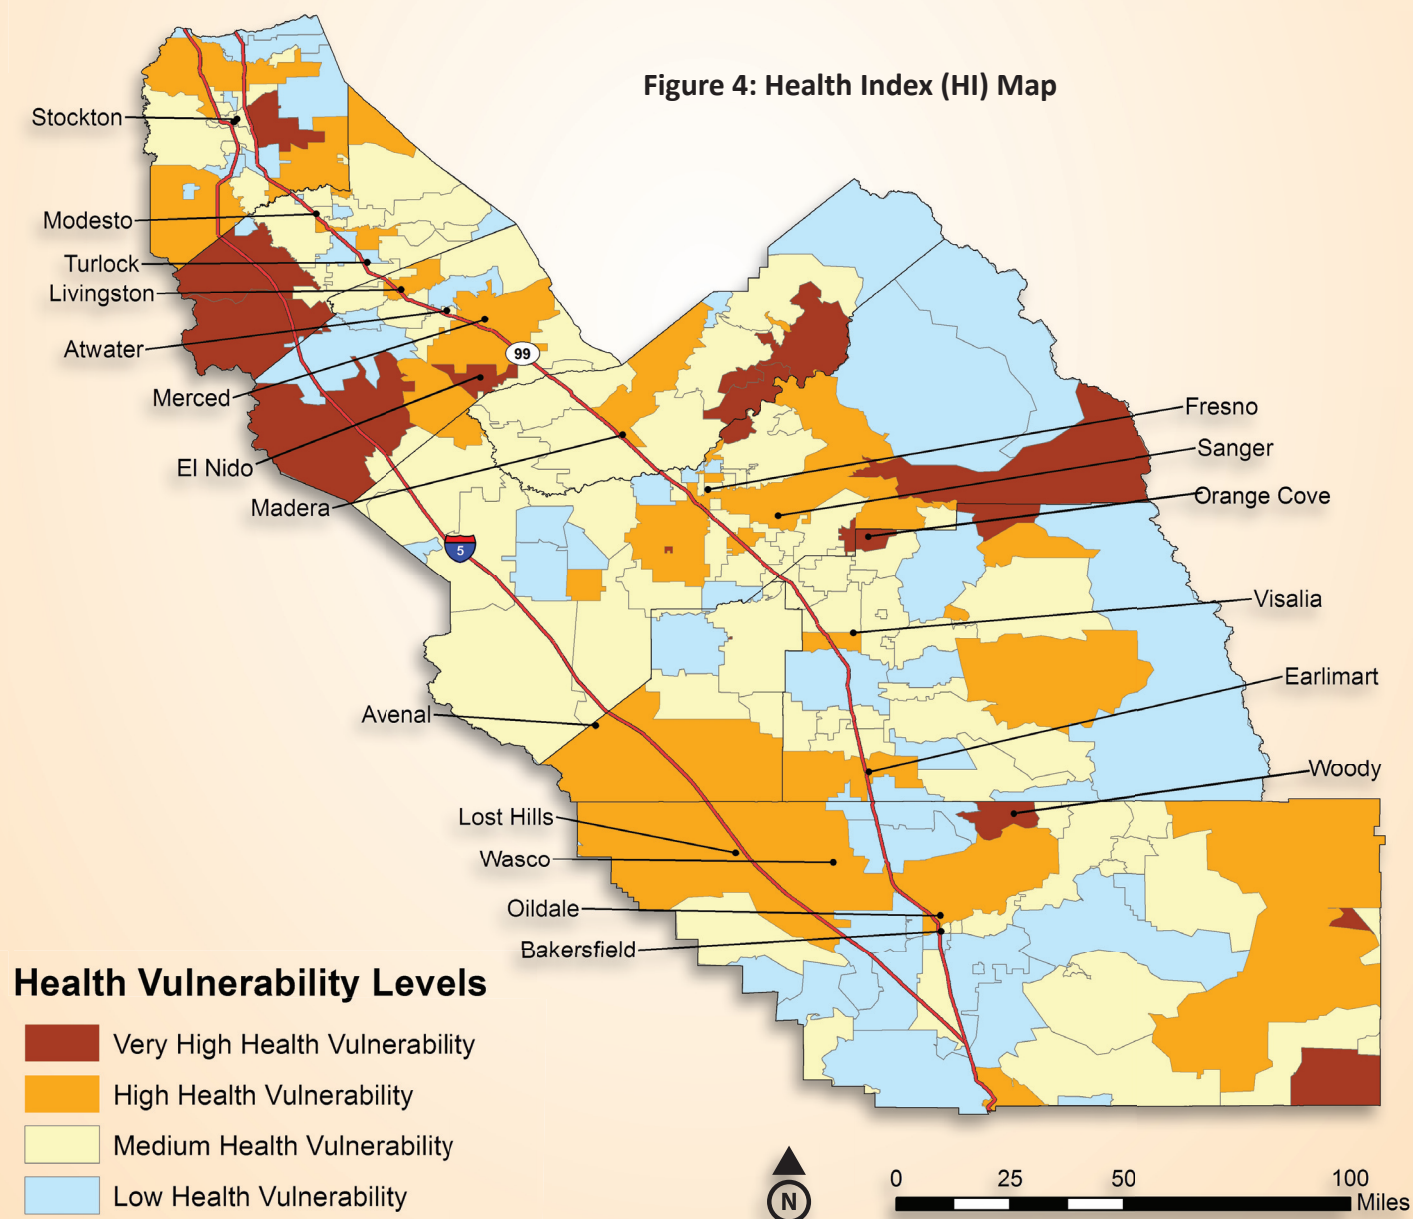 Figure 4: Health Index (HI) Map
Stockton
Modesto
Turlock
Livingston
Atwater
Merced
El Nido
Madera
99
5
Fresno
Sanger
Orange Cove
Visalia
Earlimart
Avenal
Woody
Lost Hills
Wasco
Oildale
Bakersfield
Health Vulnerability Levels
Very High Health Vulnerability
High Health Vulnerability
Medium Health Vulnerability
Low Health Vulnerability
N
0 25 50 100
Miles